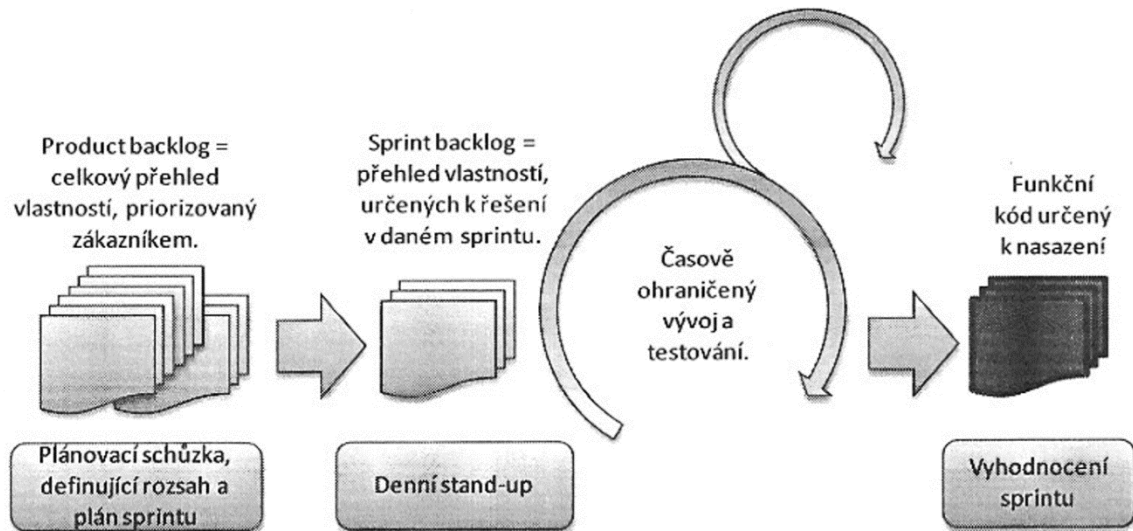 Product backlog =
celkový přehled
vlastností, priorizovaný
zákazníkem.
Sprint backlog =
přehled vlastností,
určených k řešení
v daném sprintu.
Časově
ohraničený
vývoj a
testování.
Funkční
kód určený
k nasazení
Plánovací schůzka,
definující rozsah a
plán sprintu
Denní stand-up
Vyhodnocení
sprintu